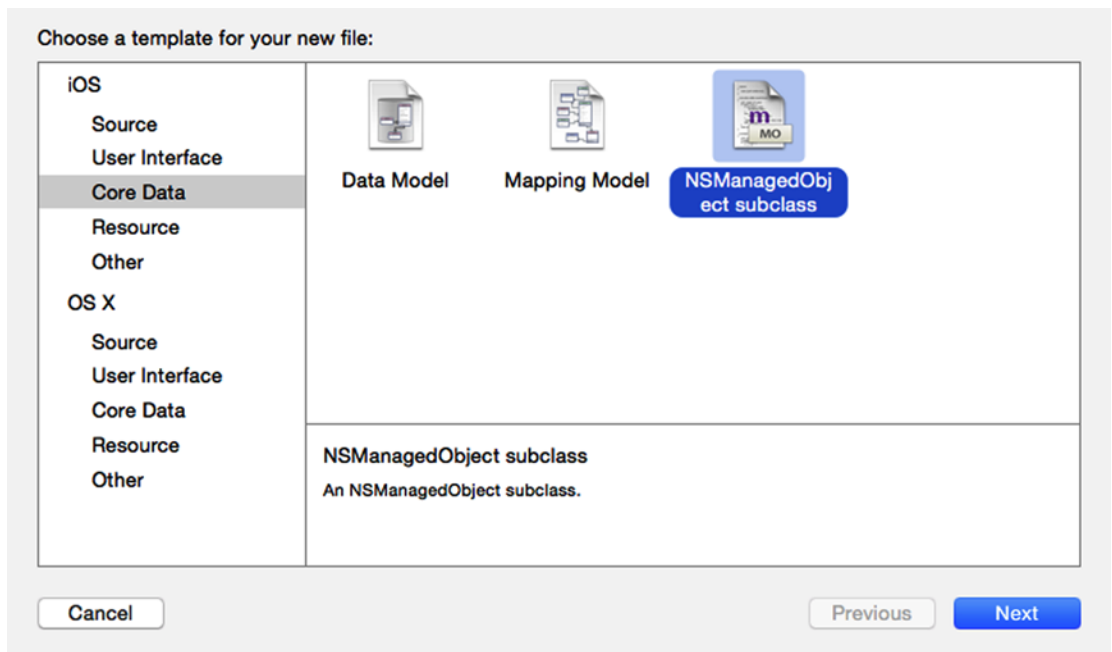 Choose a template for your new file:
iOS
Source
User Interface
Core Data
Resource
Other
OS X
Source
User Interface
Core Data
Resource
Other
Data Model
Mapping Model
m
MO
NSManagedObj
ect subclass
NSManagedObject subclass
An NSManagedObject subclass.
Cancel
Previous
Next